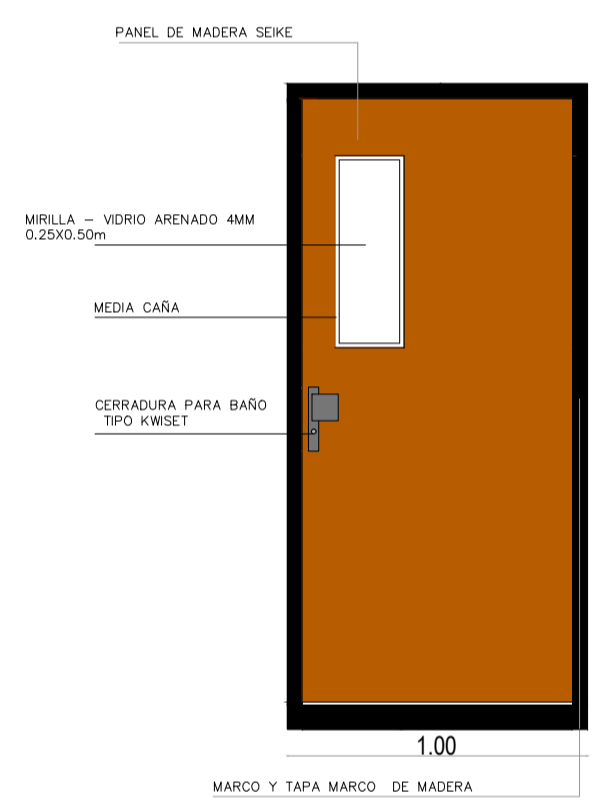 PANEL DE MADERA SEIKE
MIRILLA – VIDRIO ARENADO 4MM
0.25X0.50m
MEDIA CAÑA
CERRADURA PARA BAÑO
TIPO KWISET
1.00
MARCO Y TAPA MARCO DE MADERA